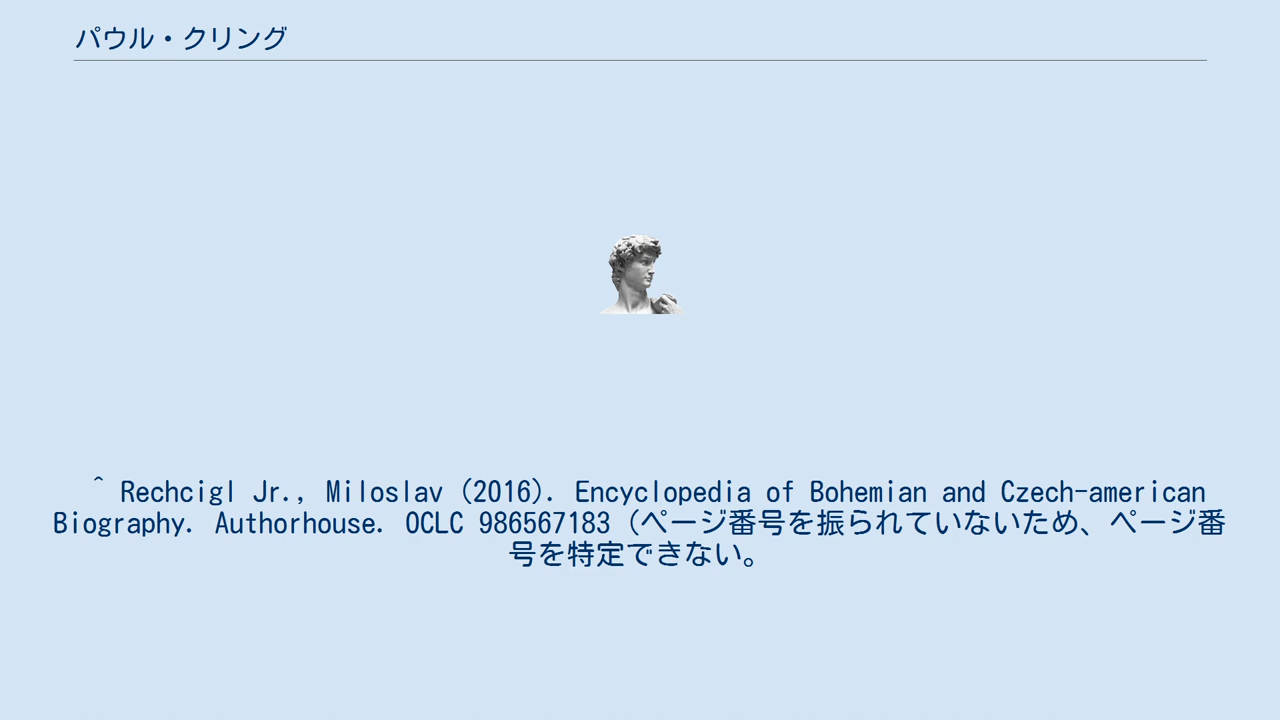 パウル・クリング
^ Rechcigl Jr., Miloslav (2016). Encyclopedia of Bohemian and Czech-american
Biography. Authorhouse. OCLC 986567183 (ページ番号を振られていないため、ページ番
号を特定できない。